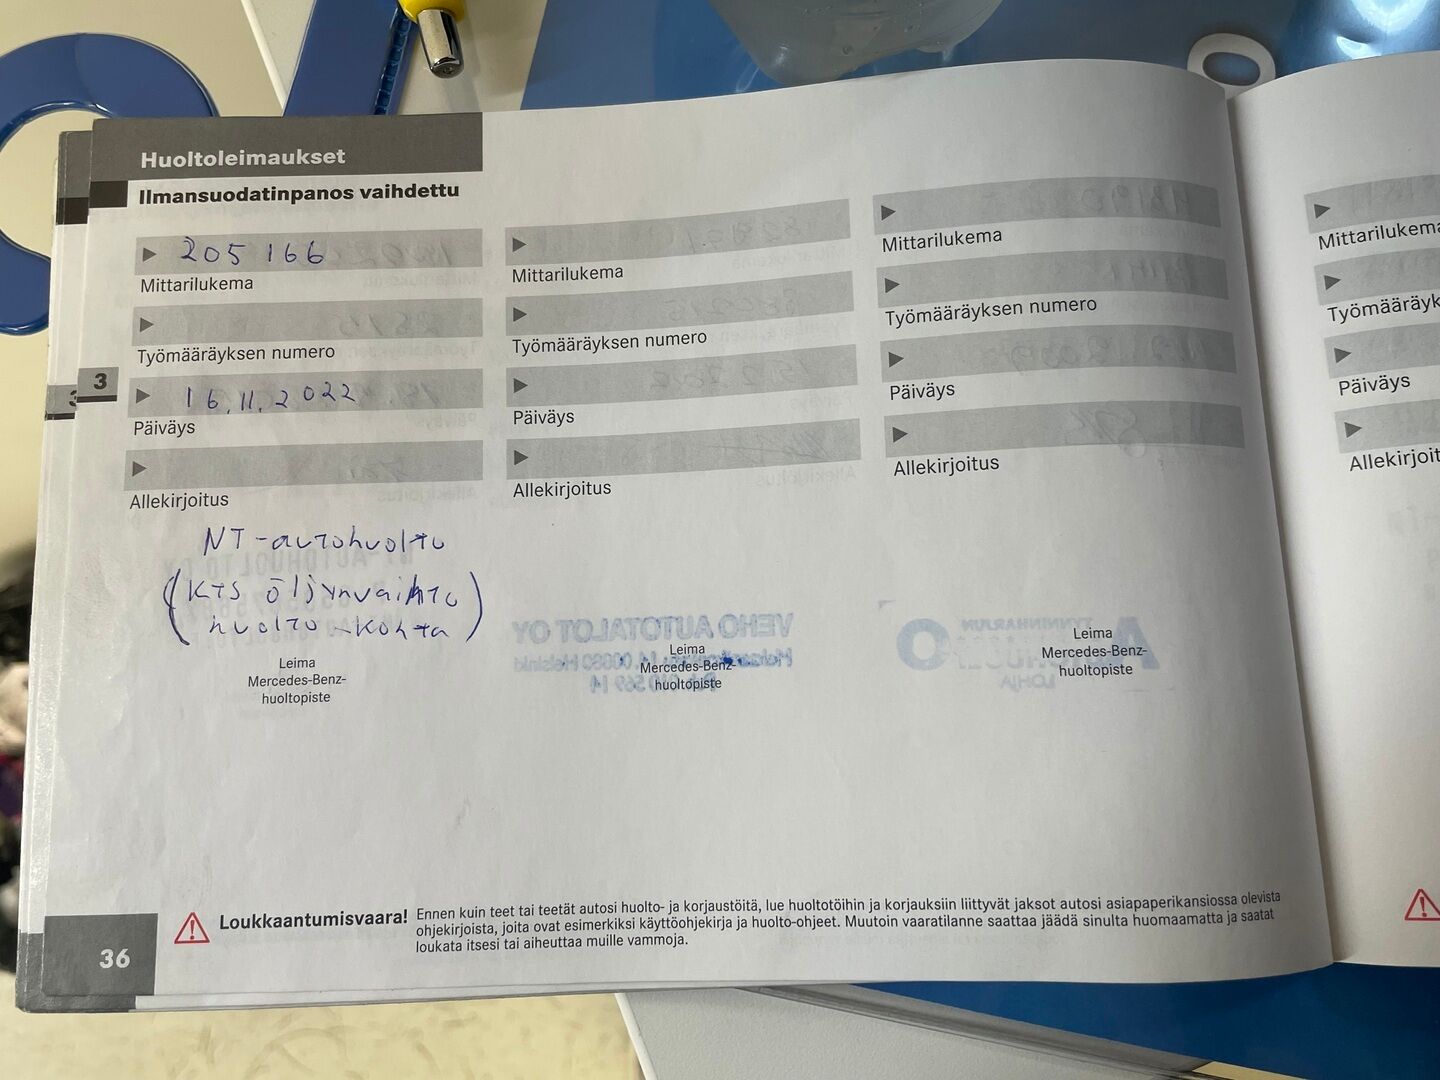 Huoltoleimaukset
Ilmansuodatinpanos vaihdettu
205 166
Mittarilukema
Työmääräyksen numero
3
16.11.2022
Päiväys
Allekirjoitus
NT-autohuolto
(KTS öljynvaihto
huolto-kohta)
Leima
Mercedes-Benz-
huoltopiste
Mittarilukema
Työmääräyksen numero
Päiväys
Allekirjoitus
VEHO AUTOTALOT OY
Leima
Mercedes-Benz-
huoltopiste
Mittarilukema
Työmääräyksen numero
Päiväys
Allekirjoitus
LOHJA
Leima
Mercedes-Benz-
huoltopiste
Mittarilukema
Työmääräyk
Päiväys
Allekirjoit
Loukkaantumisvaara! Ennen kuin teet tai teetät autosi huolto- ja korjaustöitä, lue huoltotöihin ja korjauksiin liittyvät jaksot autosi asiapaperikansiossa olevista
ohjekirjoista, joita ovat esimerkiksi käyttöohjekirja ja huolto-ohjeet. Muutoin vaaratilanne saattaa jäädä sinulta huomaamatta ja saatat
loukata itsesi tai aiheuttaa muille vammoja.
36